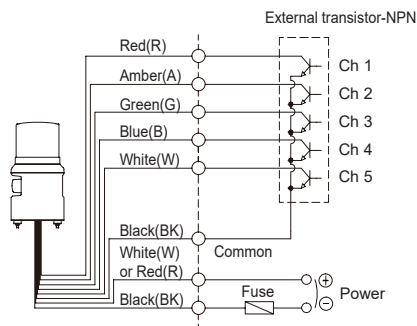 External transistor-NPN
Red(R)
Ch 1
Amber(A)
Ch 2
Green(G)
Ch 3
Blue(B)
Ch 4
White(W)
Ch 5
Black(BK)
Common
White(W)
or Red(R)
Fuse
+
Power
Black(BK)
−